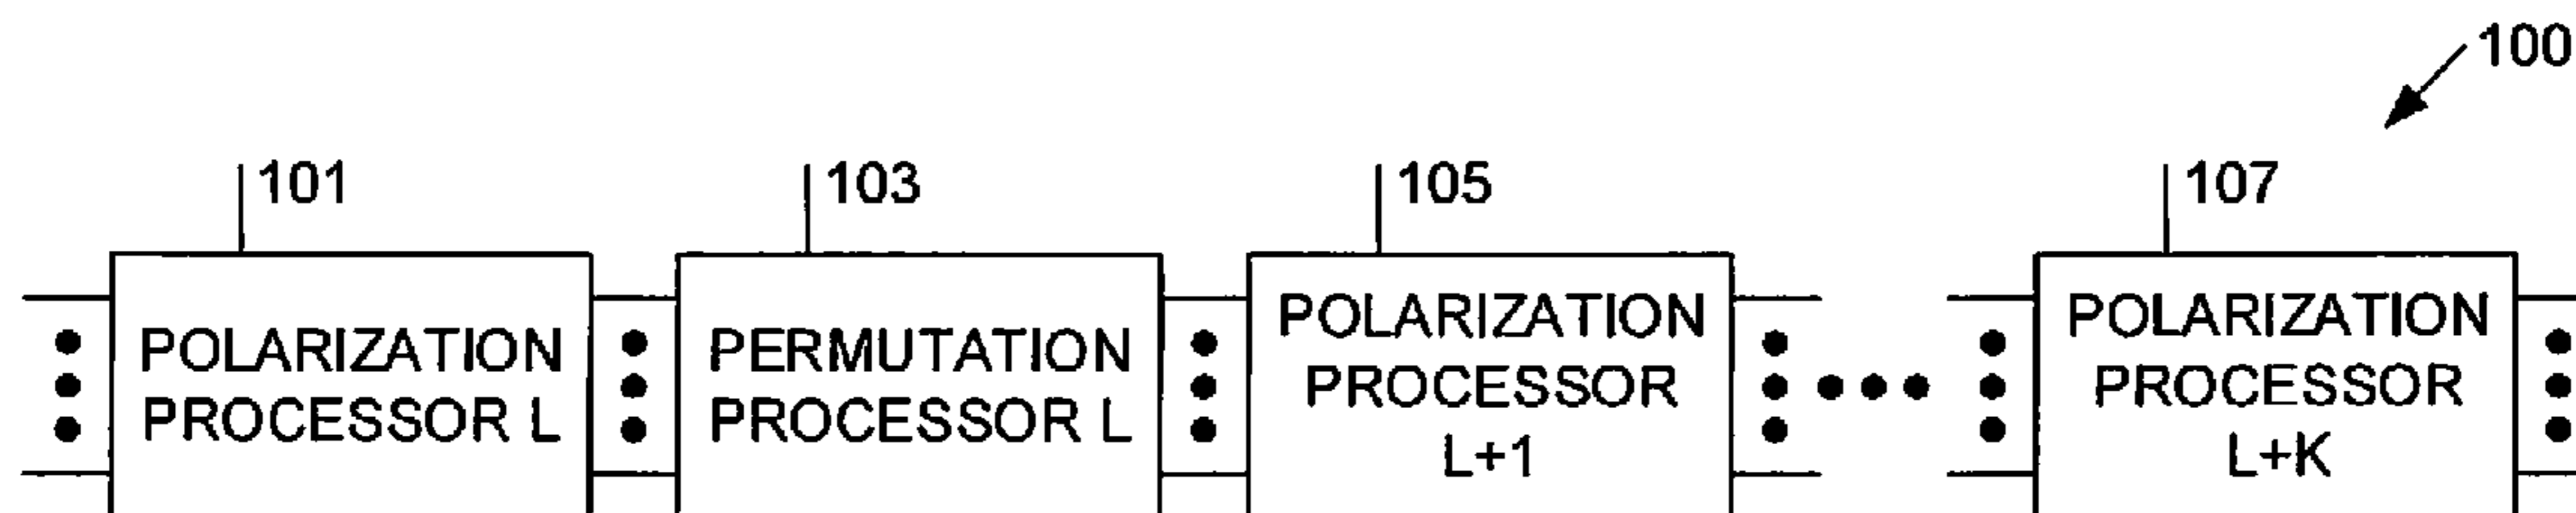 100
101
103
105
107
POLARIZATION
PROCESSOR L
PERMUTATION
PROCESSOR L
POLARIZATION
PROCESSOR
L+1
POLARIZATION
PROCESSOR
L+K